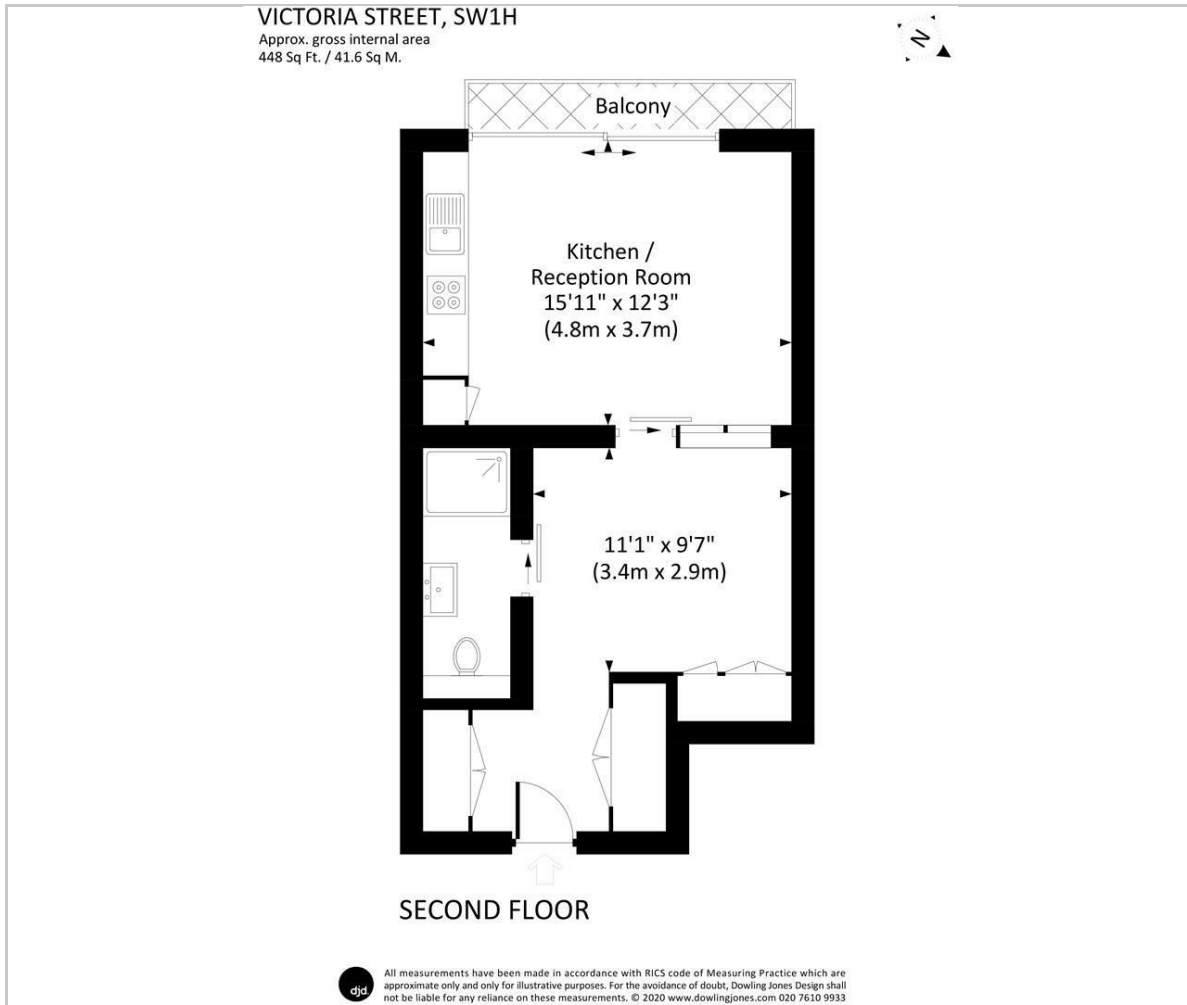 VICTORIA STREET, SW1H
Approx. gross internal area
448 Sq Ft. / 41.6 Sq M.
N
Balcony
Kitchen /
Reception Room
15'11" x 12'3"
(4.8m x 3.7m)
11'1" x 9'7"
(3.4m x 2.9m)
SECOND FLOOR
djd.
All measurements have been made in accordance with RICS code of Measuring Practice which are
approximate only and only for illustrative purposes. For the avoidance of doubt, Dowling Jones Design shall
not be liable for any reliance on these measurements. © 2020 www.dowlingjones.com 020 7610 9933